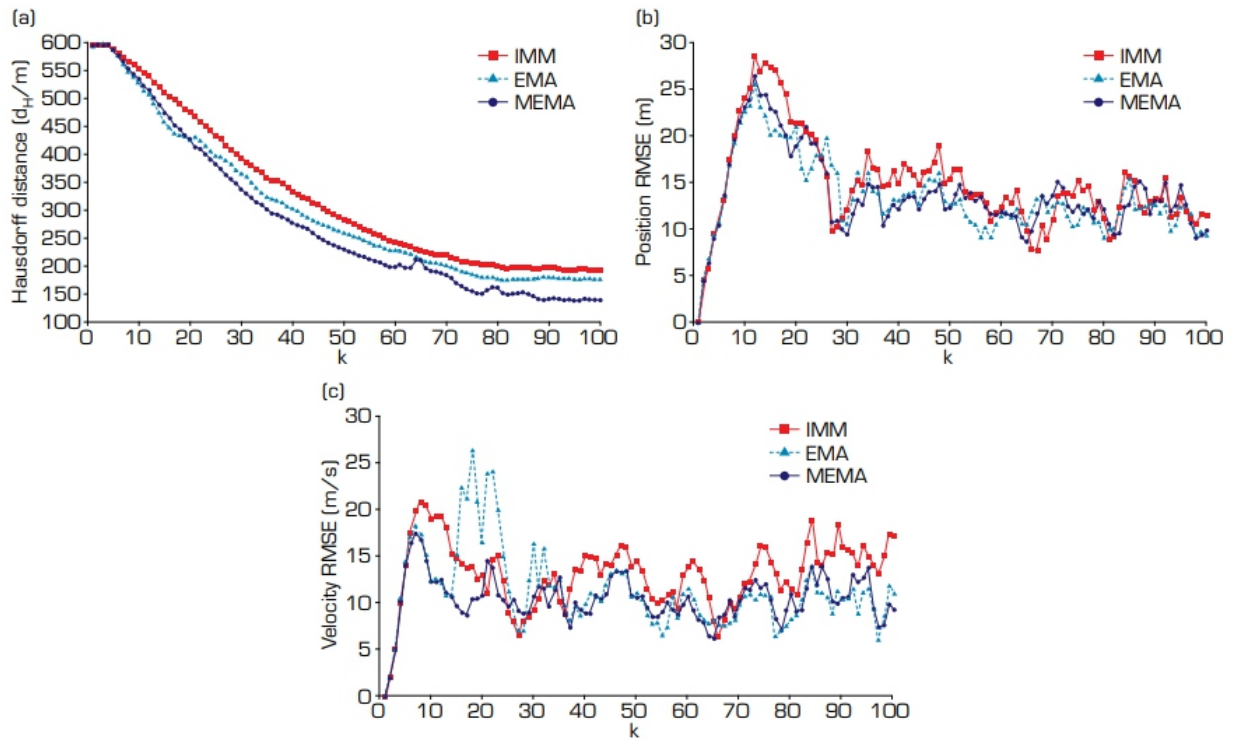 (a)
Hausdorff distance (d_H/m)
600
550
500
450
400
350
300
250
200
150
100
0 10 20 30 40 50 60 70 80 90 100
k
IMM
EMA
MEMA
(b)
Position RMSE (m)
30
25
20
15
10
5
0
0 10 20 30 40 50 60 70 80 90 100
k
IMM
EMA
MEMA
(c)
Velocity RMSE (m/s)
30
25
20
15
10
5
0
0 10 20 30 40 50 60 70 80 90 100
k
IMM
EMA
MEMA